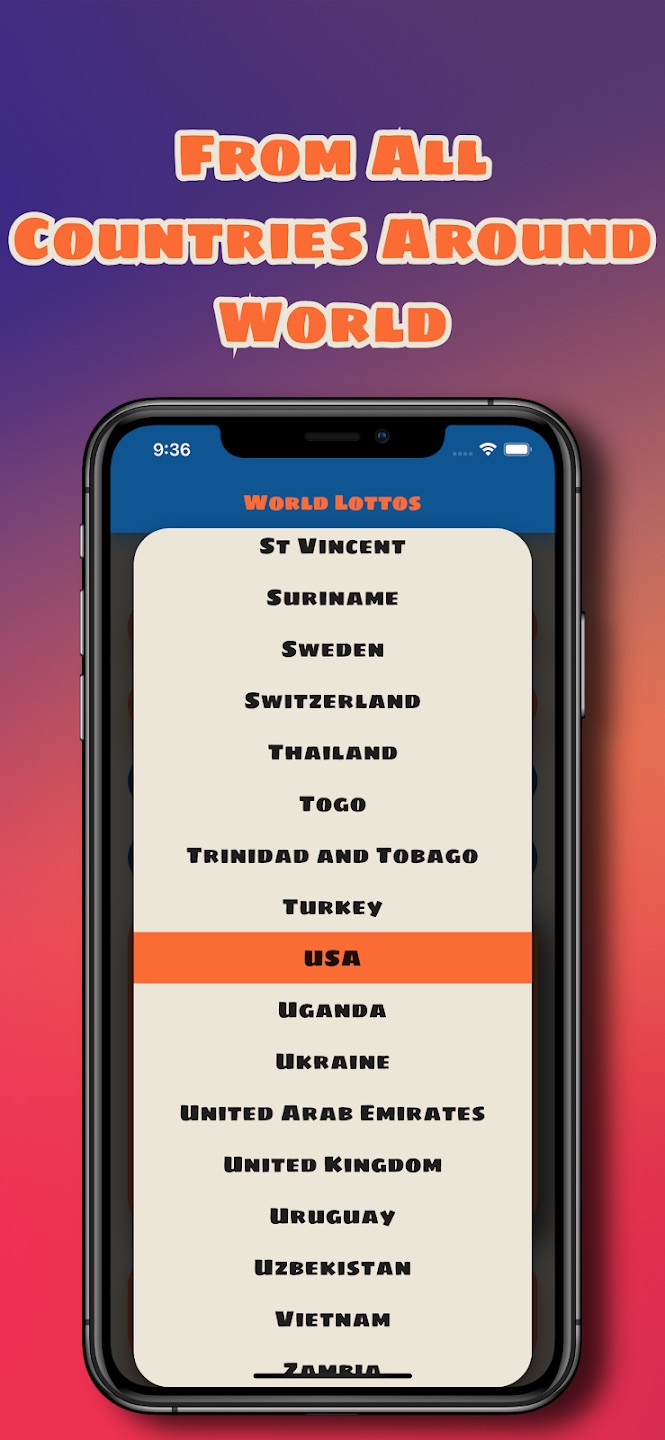 From All
Countries Around
World
9:36
World Lottos
St Vincent
Suriname
Sweden
Switzerland
Thailand
Togo
Trinidad and Tobago
Turkey
USA
Uganda
Ukraine
United Arab Emirates
United Kingdom
Uruguay
Uzbekistan
Vietnam
Zambia